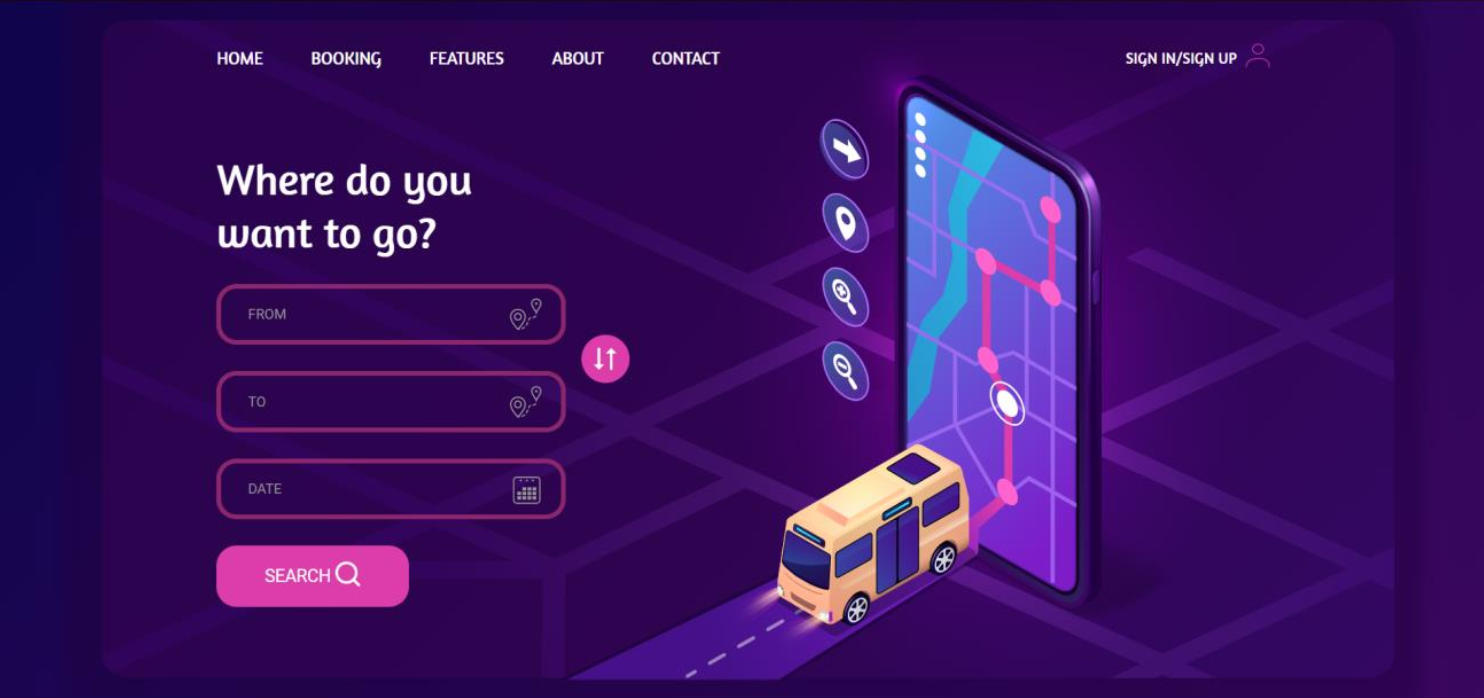 HOME BOOKING FEATURES ABOUT CONTACT SIGN IN/SIGN UP
Where do you
want to go?
FROM
TO
DATE
SEARCH